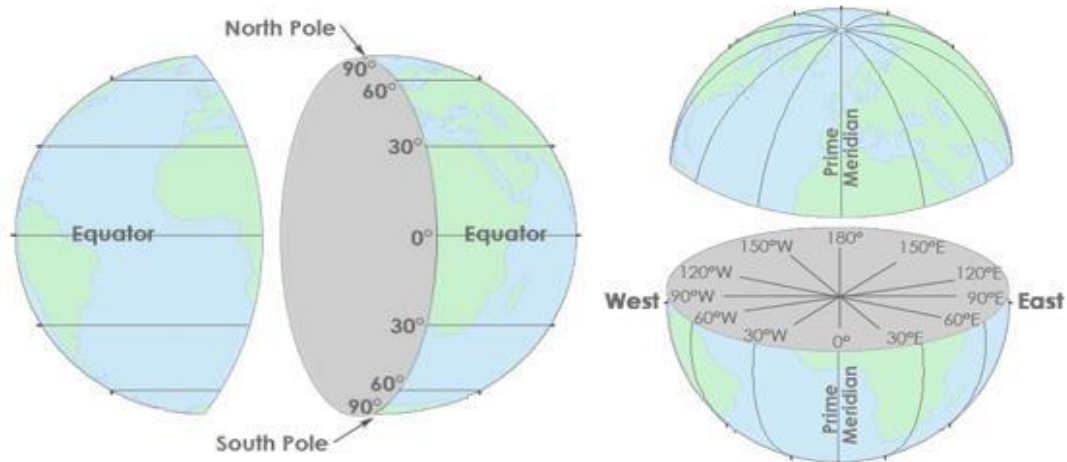 North Pole
90°
60°
30°
Equator
0°
Equator
30°
60°
90°
South Pole
Prime
Meridian
180°
150°W
150°E
120°W
120°E
West
90°W
90°E
East
60°W
60°E
30°W
0°
30°E
Prime
Meridian